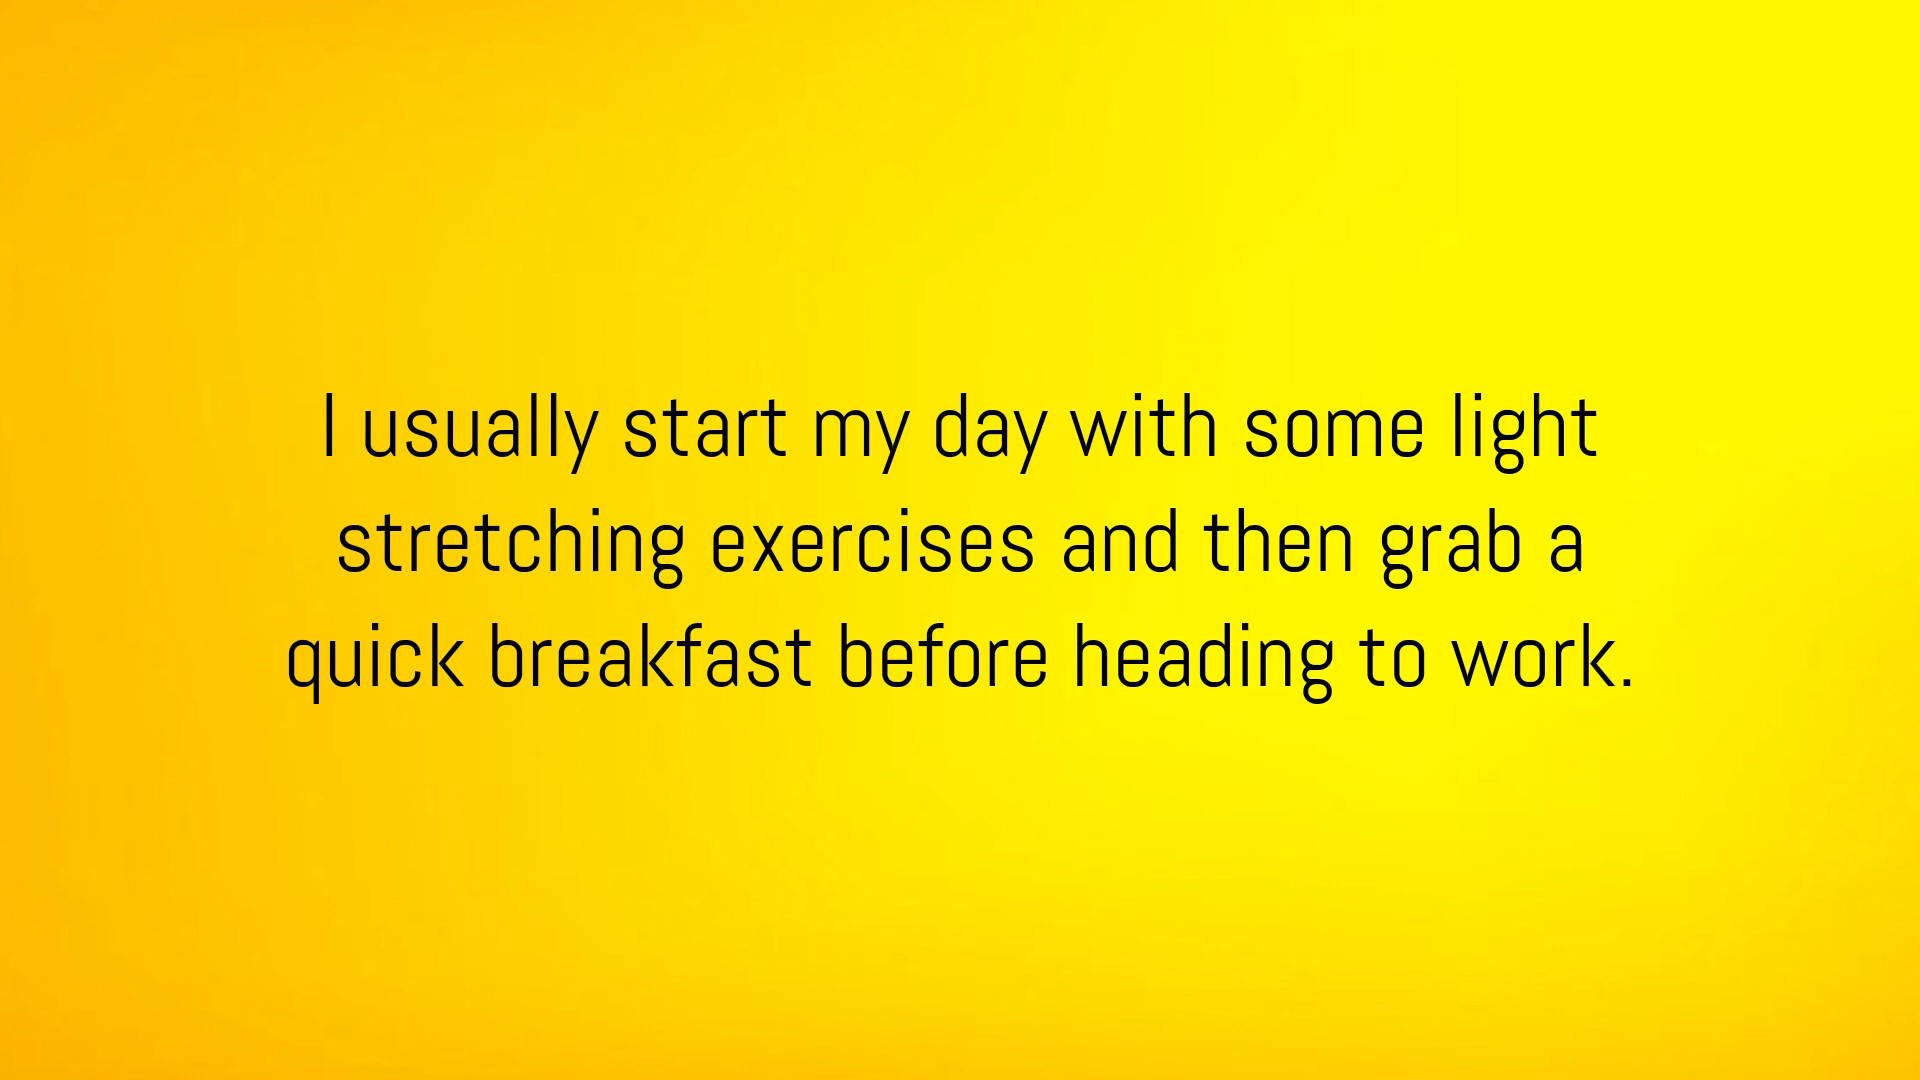 I usually start my day with some light
stretching exercises and then grab a
quick breakfast before heading to work.